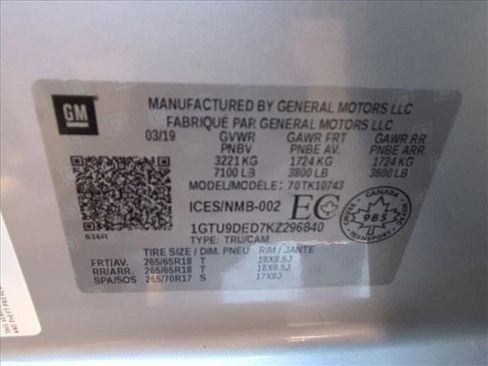 GM
MANUFACTURED BY GENERAL MOTORS LLC
FABRIQUÉ PAR GENERAL MOTORS LLC
03/19 GVWR GAWR FRT GAWR RR
PNBV PNBE AV. PNBE ARR.
3221 KG 1724 KG 1724 KG
7100 LB 3800 LB 3800 LB
MODEL/MODÈLE: 70TK10743
ICES/NMB-002 EC CANADA 985
1GTU9DED7KZ296840
TYPE: TRU/CAM
636R
TIRE SIZE/DIM. PNEU RIM / JANTE
FRT/AV. 265/65R18 T 18X8.5J
RR/ARR. 265/65R18 T 18X8.5J
SPA/SOS 265/70R17 S 17X8J